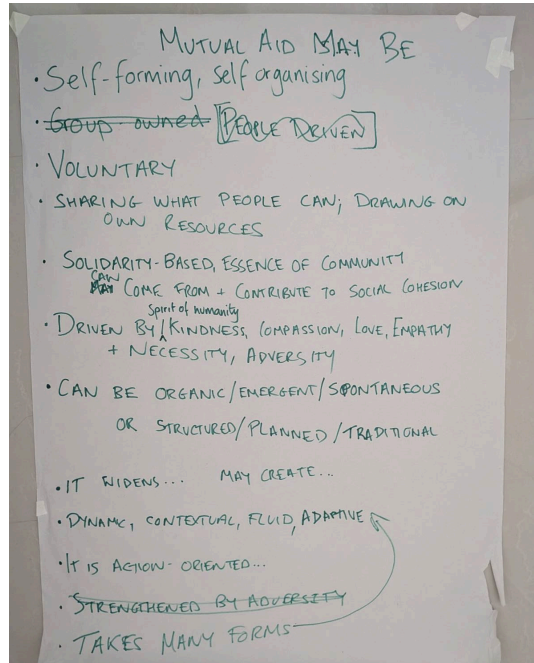 MUTUAL AID MAY BE
• Self-forming, self organising
• Group owned [PEOPLE DRIVEN]
• VOLUNTARY
• SHARING WHAT PEOPLE CAN; DRAWING ON
OWN RESOURCES
• SOLIDARITY-BASED, ESSENCE OF COMMUNITY
CAN
MAY COME FROM + CONTRIBUTE TO SOCIAL COHESION
Spirit of humanity
• DRIVEN BY KINDNESS, COMPASSION, LOVE, EMPATHY
+ NECESSITY, ADVERSITY
• CAN BE ORGANIC/EMERGENT/SPONTANEOUS
OR STRUCTURED/PLANNED/TRADITIONAL
• IT WIDENS... MAY CREATE...
• DYNAMIC, CONTEXTUAL, FLUID, ADAPTIVE
• IT IS ACTION-ORIENTED...
• STRENGTHENED BY ADVERSITY
• TAKES MANY FORMS